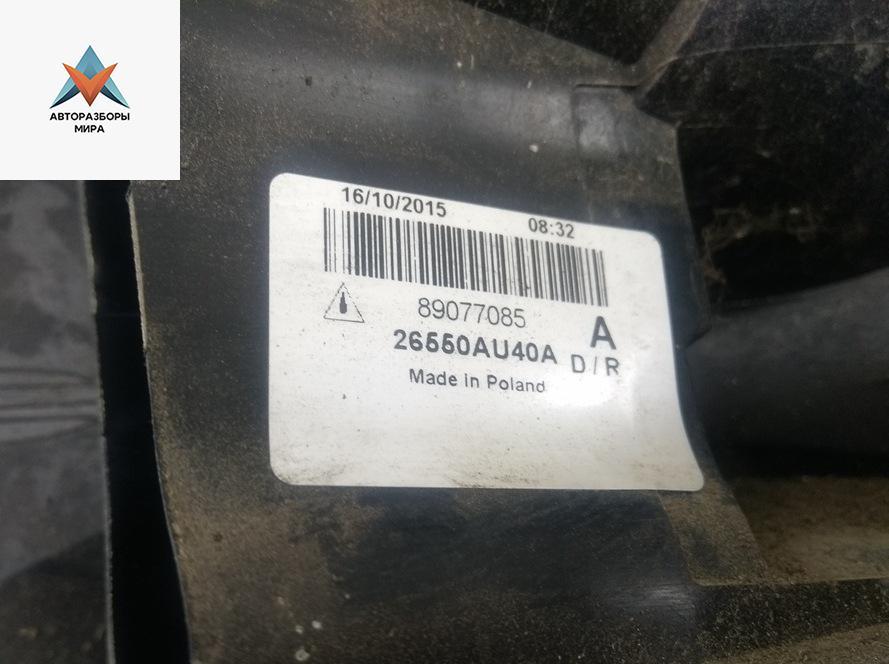 АВТОРАЗБОРЫ
МИРА
16/10/2015 08:32
89077085
A
26550AU40A D/R
Made in Poland